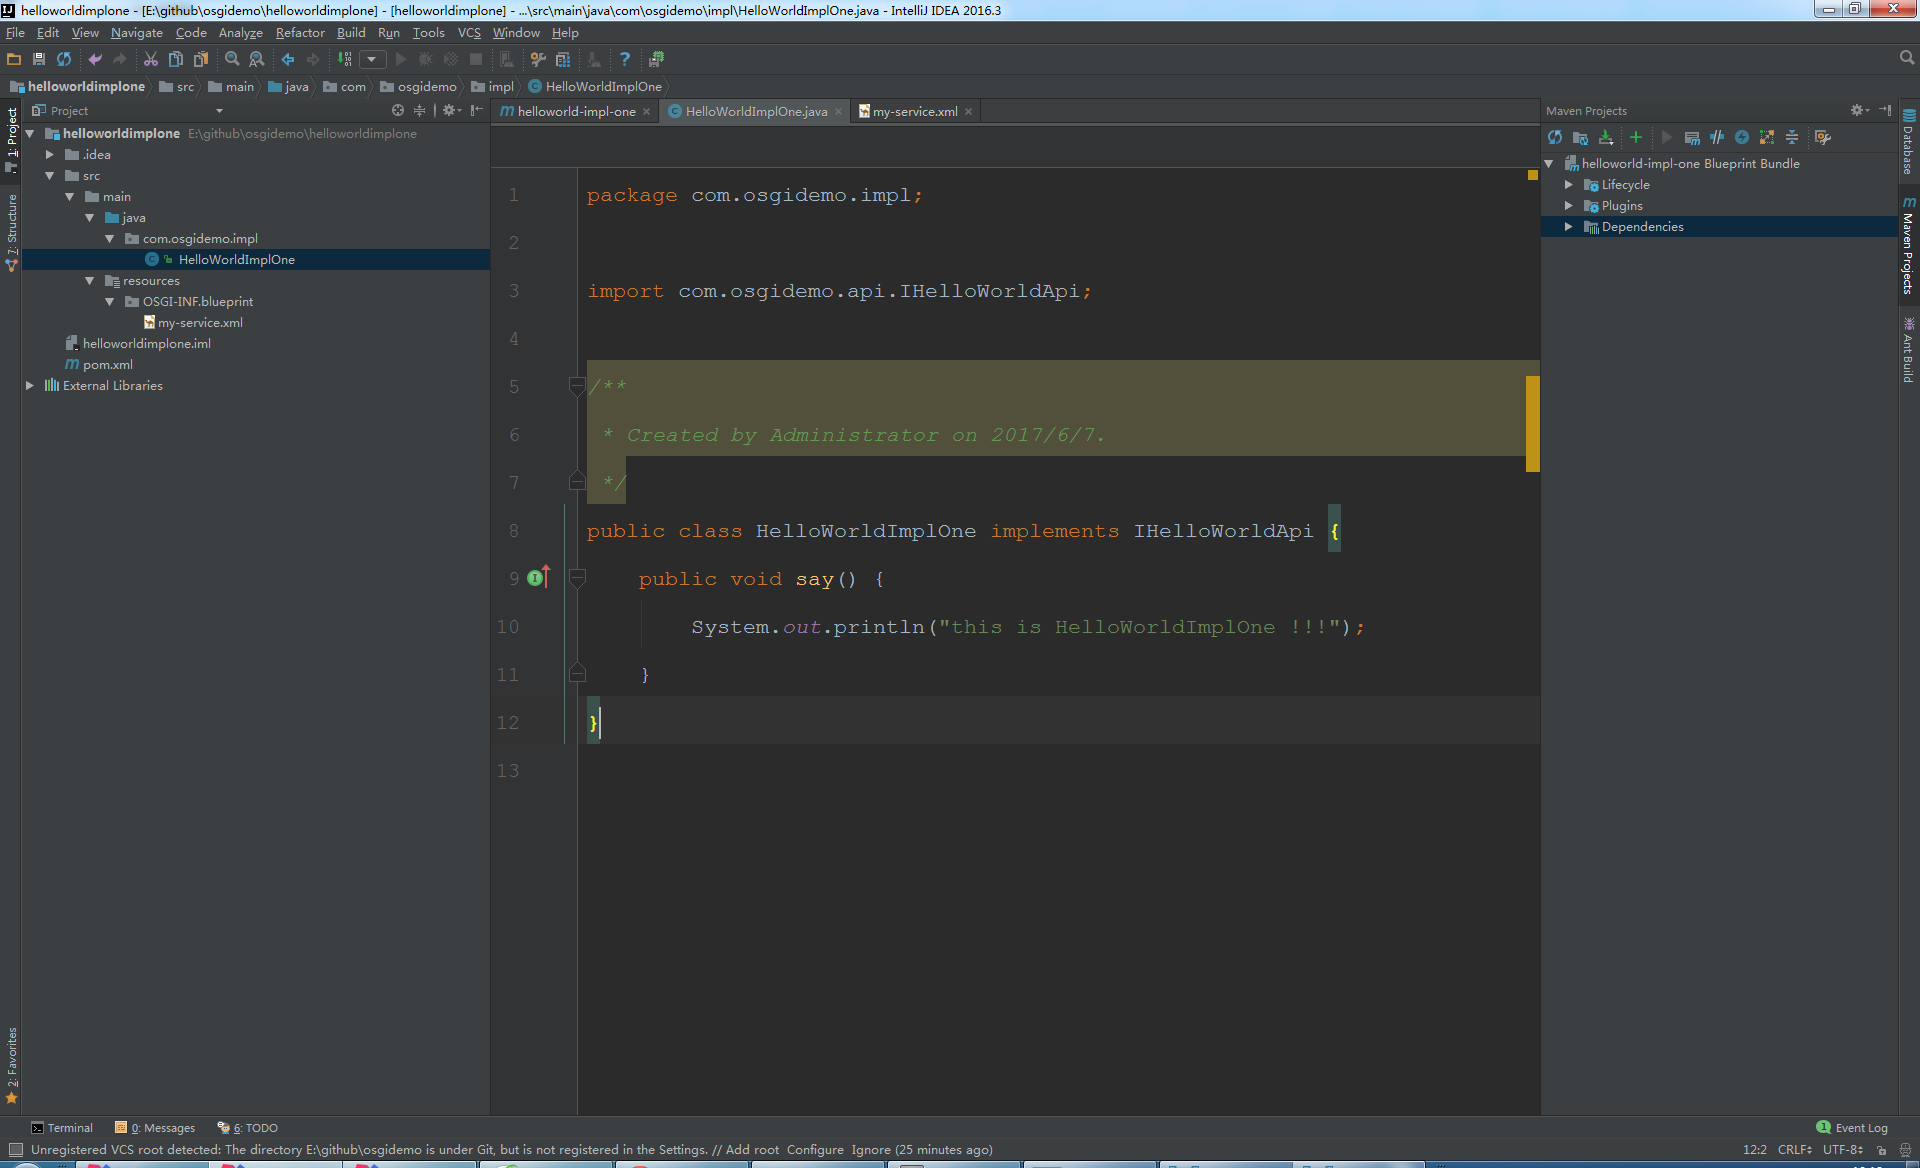 helloworldimplone - [E:\github\osgidemo\helloworldimplone] - [helloworldimplone] - ...\src\main\java\com\osgidemo\impl\HelloWorldImplOne.java - IntelliJ IDEA 2016.3
File Edit View Navigate Code Analyze Refactor Build Run Tools VCS Window Help
helloworldimplone src main java com osgidemo impl HelloWorldImplOne
Project
helloworld-impl-one HelloWorldImplOne.java my-service.xml
Maven Projects
1: Project
7: Structure
2: Favorites
helloworldimplone E:\github\osgidemo\helloworldimplone
.idea
src
main
java
com.osgidemo.impl
HelloWorldImplOne
resources
OSGI-INF.blueprint
my-service.xml
helloworldimplone.iml
pom.xml
External Libraries
1 package com.osgidemo.impl;
2
3 import com.osgidemo.api.IHelloWorldApi;
4
5 /**
6 * Created by Administrator on 2017/6/7.
7 */
8 public class HelloWorldImplOne implements IHelloWorldApi {
9 public void say() {
10 System.out.println("this is HelloWorldImplOne !!!");
11 }
12 }
13
helloworld-impl-one Blueprint Bundle
Lifecycle
Plugins
Dependencies
Database
Maven Projects
Ant Build
Terminal 0: Messages 6: TODO
1 Event Log
Unregistered VCS root detected: The directory E:\github\osgidemo is under Git, but is not registered in the Settings. // Add root Configure Ignore (25 minutes ago)
12:2 CRLF UTF-8